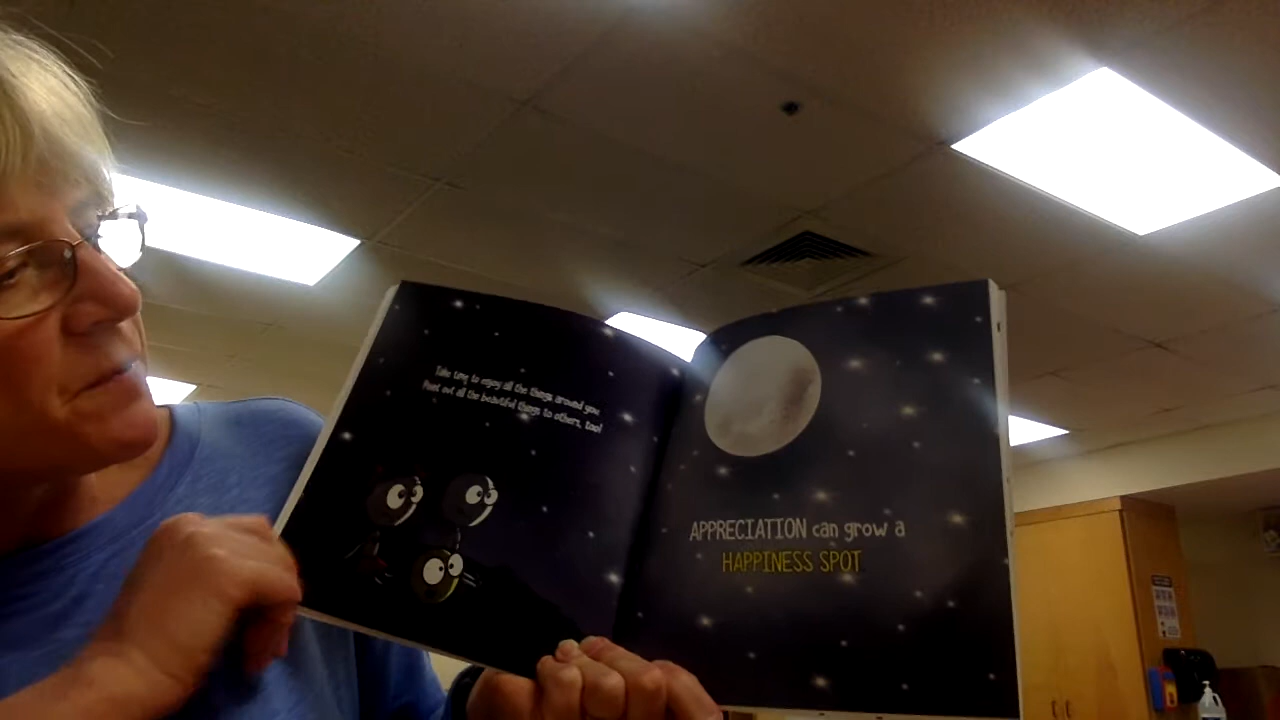 Take time to enjoy all the things around you.
Point out all the beautiful things to others, too!
APPRECIATION can grow a
HAPPINESS SPOT